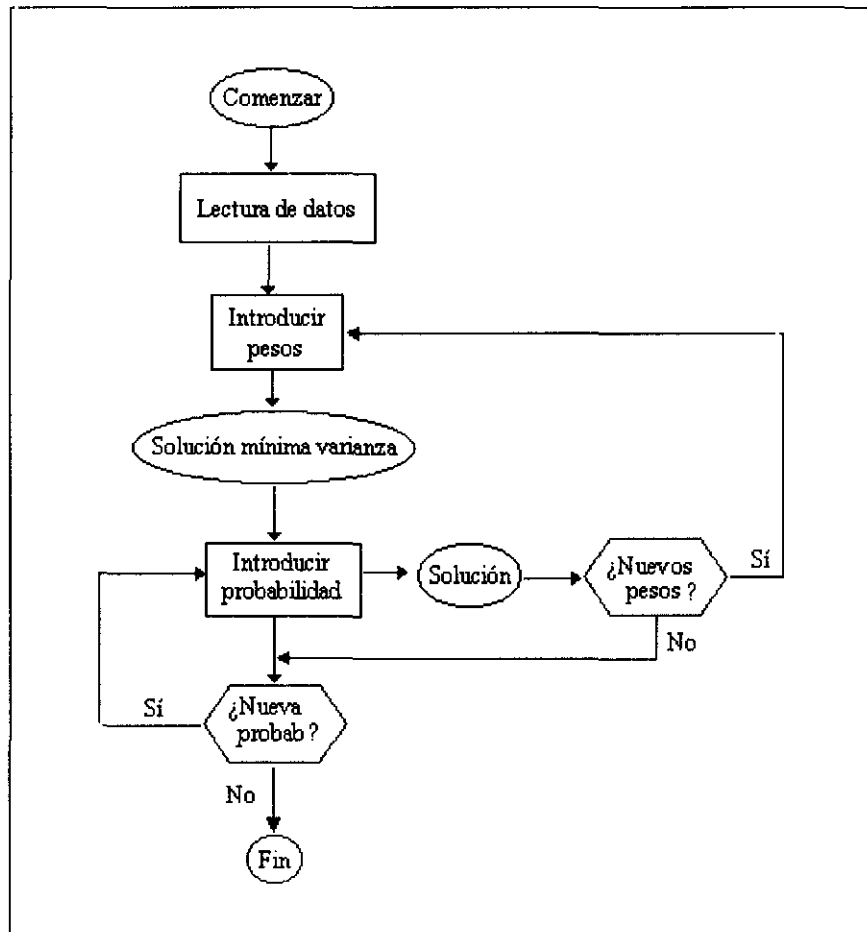 Comenzar
Lectura de datos
Introducir
pesos
Solución mínima varianza
Introducir
probabilidad
Solución
¿Nuevos
pesos ?
Sí
No
¿Nueva
probab ?
Sí
No
Fin